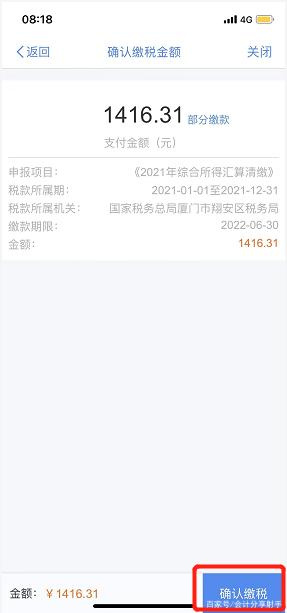 08:18 4G
返回 确认缴税金额 关闭
1416.31 部分缴款
支付金额（元）
申报项目： 《2021年综合所得汇算清缴》
税款所属期： 2021-01-01至2021-12-31
税款所属机关： 国家税务总局厦门市翔安区税务局
缴款期限： 2022-06-30
金额： 1416.31
金额： ￥1416.31 确认缴税
百家号/会计分享射手